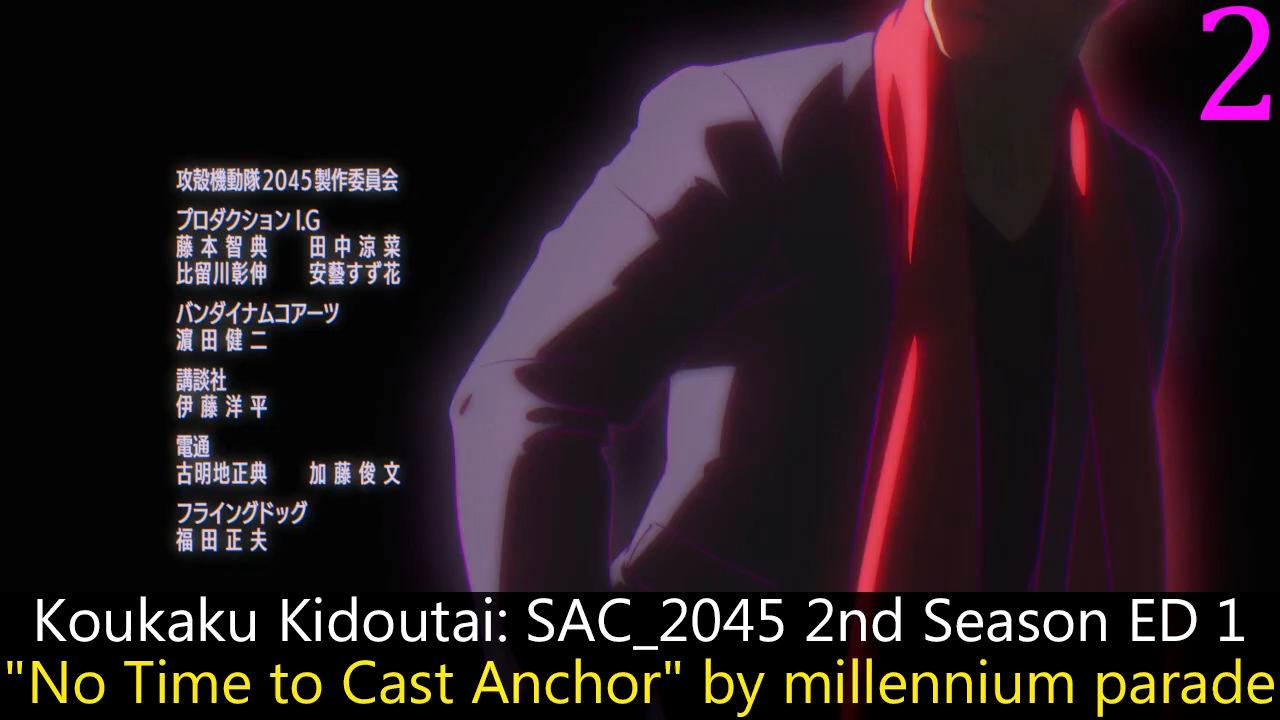 2
攻殻機動隊2045製作委員会
プロダクション I.G
藤本智典 田中涼菜
比留川彰伸 安藝すず花
バンダイナムコアーツ
濵田健二
講談社
伊藤洋平
電通
古明地正典 加藤俊文
フライングドッグ
福田正夫
Koukaku Kidoutai: SAC_2045 2nd Season ED 1
"No Time to Cast Anchor" by millennium parade